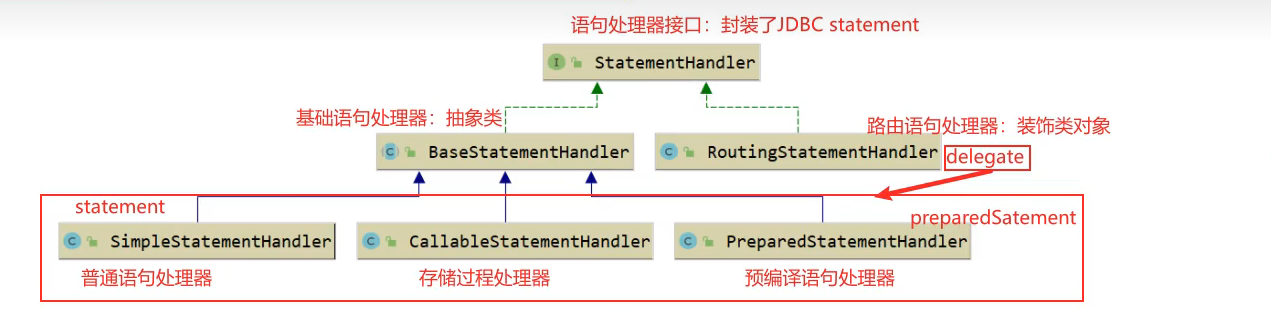 语句处理器接口：封装了JDBC statement
I StatementHandler
基础语句处理器：抽象类
路由语句处理器：装饰类对象
C BaseStatementHandler
C RoutingStatementHandler
delegate
statement
preparedSatement
C SimpleStatementHandler
C CallableStatementHandler
C PreparedStatementHandler
普通语句处理器
存储过程处理器
预编译语句处理器